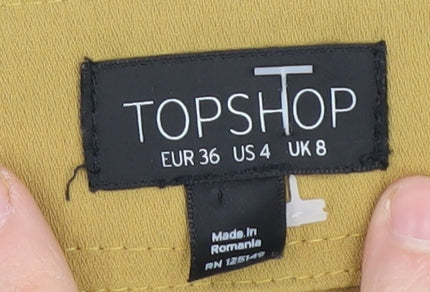 TOPSHOP
EUR 36 US 4 UK 8
Made in
Romania
RN 125149